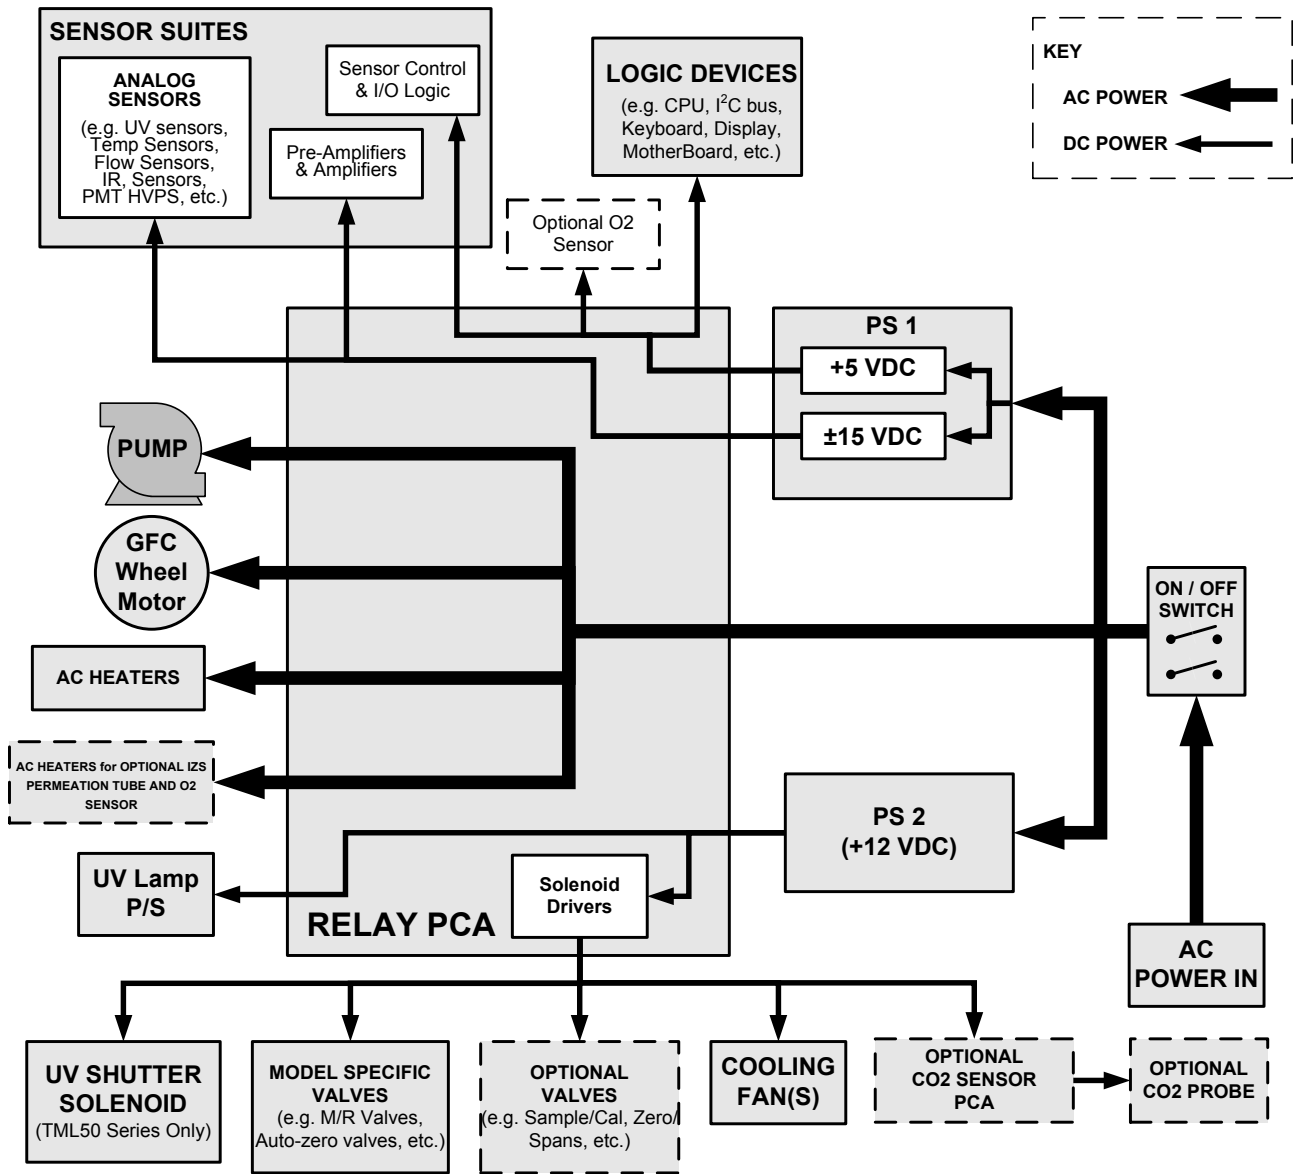 SENSOR SUITES
ANALOG
SENSORS
(e.g. UV sensors,
Temp Sensors,
Flow Sensors,
IR, Sensors,
PMT HVPS, etc.)
Sensor Control
& I/O Logic
Pre-Amplifiers
& Amplifiers
LOGIC DEVICES
(e.g. CPU, I²C bus,
Keyboard, Display,
MotherBoard, etc.)
Optional O2
Sensor
KEY
AC POWER
DC POWER
PS 1
+5 VDC
±15 VDC
PUMP
GFC
Wheel
Motor
AC HEATERS
AC HEATERS for OPTIONAL IZS
PERMEATION TUBE AND O2
SENSOR
UV Lamp
P/S
RELAY PCA
Solenoid
Drivers
PS 2
(+12 VDC)
ON / OFF
SWITCH
AC
POWER IN
UV SHUTTER
SOLENOID
(TML50 Series Only)
MODEL SPECIFIC
VALVES
(e.g. M/R Valves,
Auto-zero valves, etc.)
OPTIONAL
VALVES
(e.g. Sample/Cal, Zero/
Spans, etc.)
COOLING
FAN(S)
OPTIONAL
CO2 SENSOR
PCA
OPTIONAL
CO2 PROBE